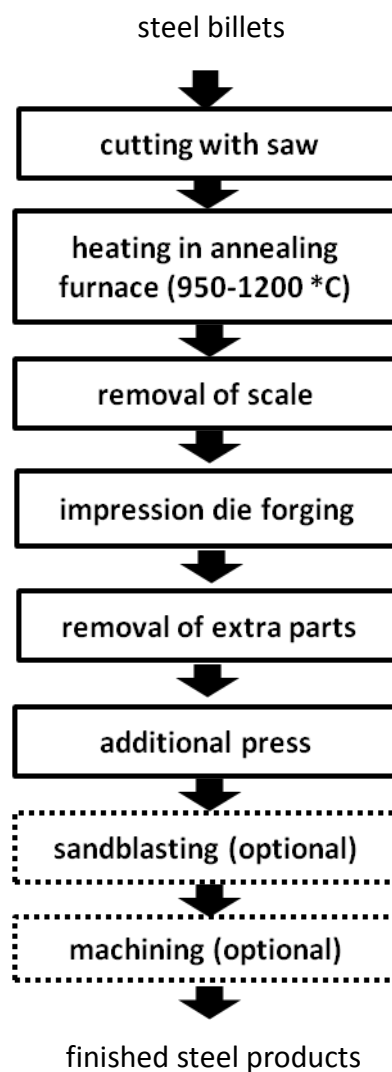 steel billets
cutting with saw
heating in annealing
furnace (950-1200 *C)
removal of scale
impression die forging
removal of extra parts
additional press
sandblasting (optional)
machining (optional)
finished steel products